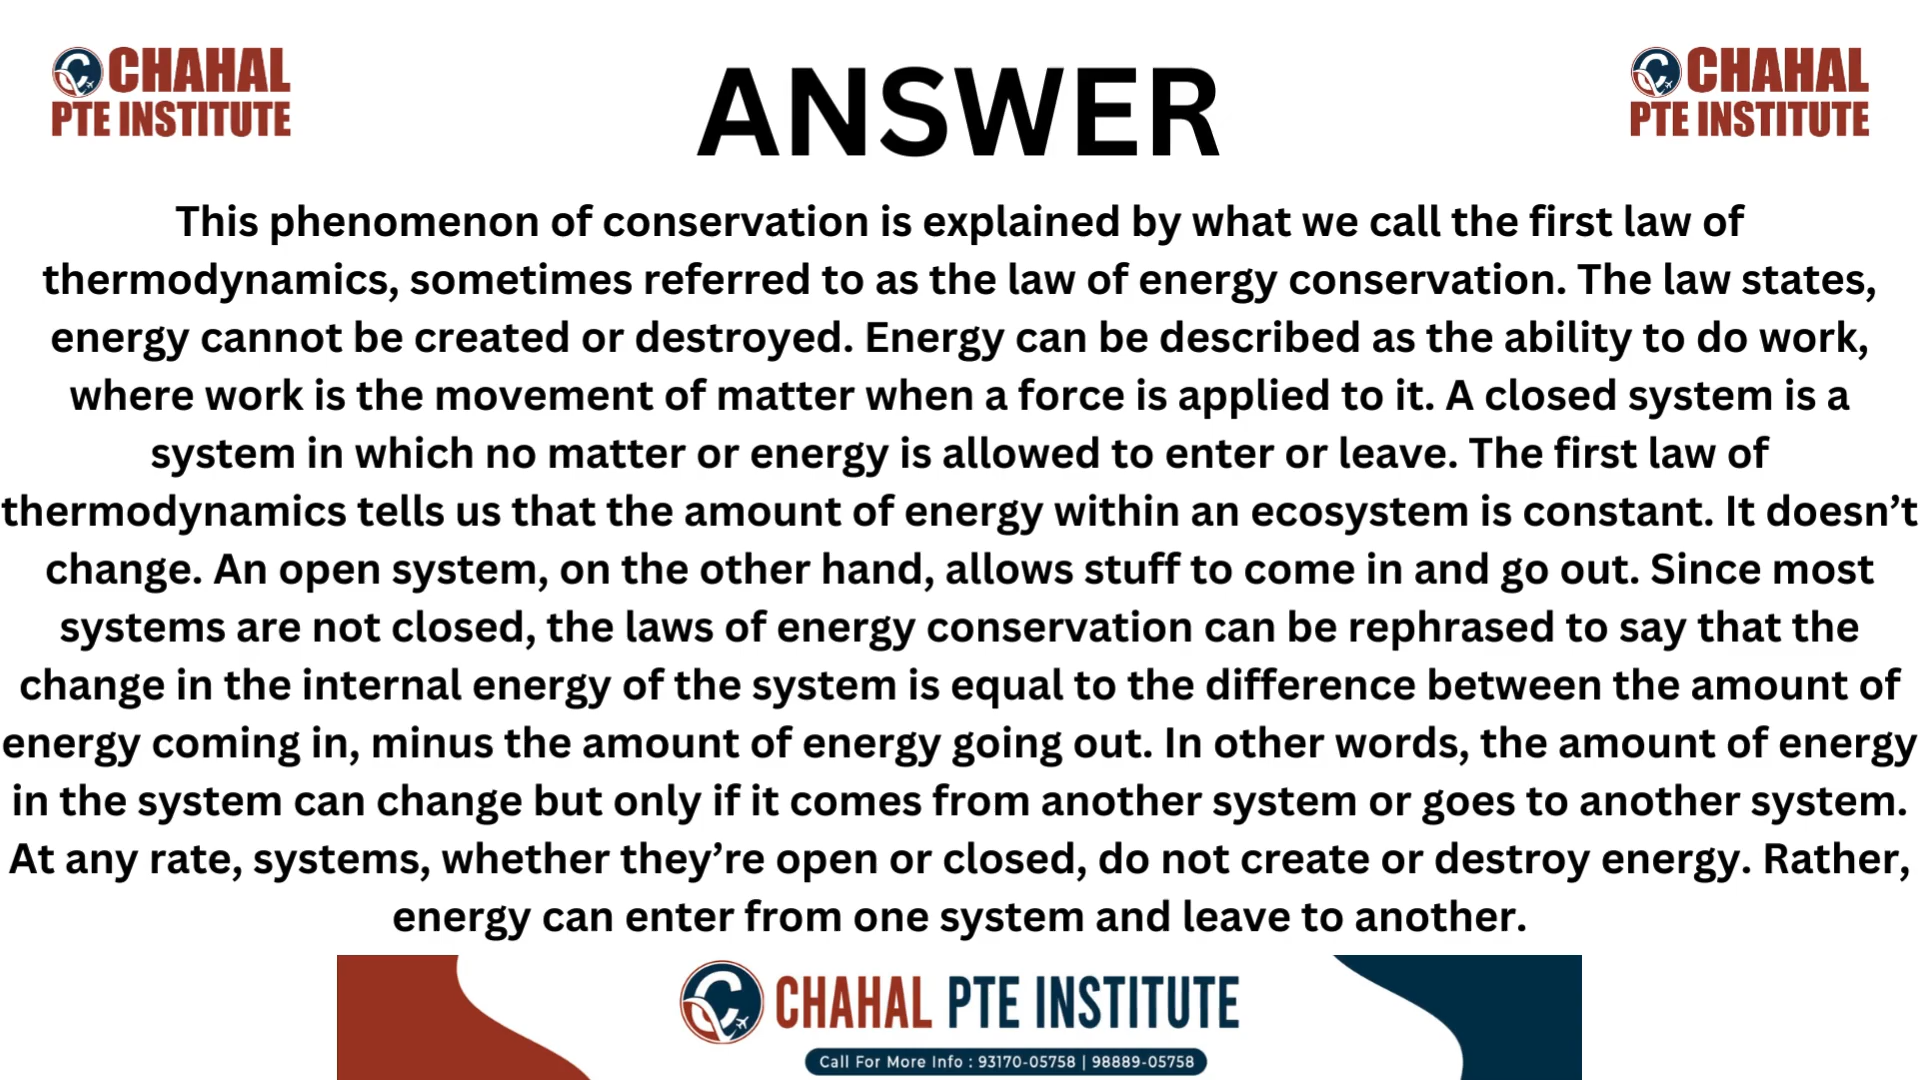 CHAHAL
PTE INSTITUTE
ANSWER
CHAHAL
PTE INSTITUTE
This phenomenon of conservation is explained by what we call the first law of
thermodynamics, sometimes referred to as the law of energy conservation. The law states,
energy cannot be created or destroyed. Energy can be described as the ability to do work,
where work is the movement of matter when a force is applied to it. A closed system is a
system in which no matter or energy is allowed to enter or leave. The first law of
thermodynamics tells us that the amount of energy within an ecosystem is constant. It doesn’t
change. An open system, on the other hand, allows stuff to come in and go out. Since most
systems are not closed, the laws of energy conservation can be rephrased to say that the
change in the internal energy of the system is equal to the difference between the amount of
energy coming in, minus the amount of energy going out. In other words, the amount of energy
in the system can change but only if it comes from another system or goes to another system.
At any rate, systems, whether they’re open or closed, do not create or destroy energy. Rather,
energy can enter from one system and leave to another.
CHAHAL PTE INSTITUTE
Call For More Info : 93170-05758 | 98889-05758